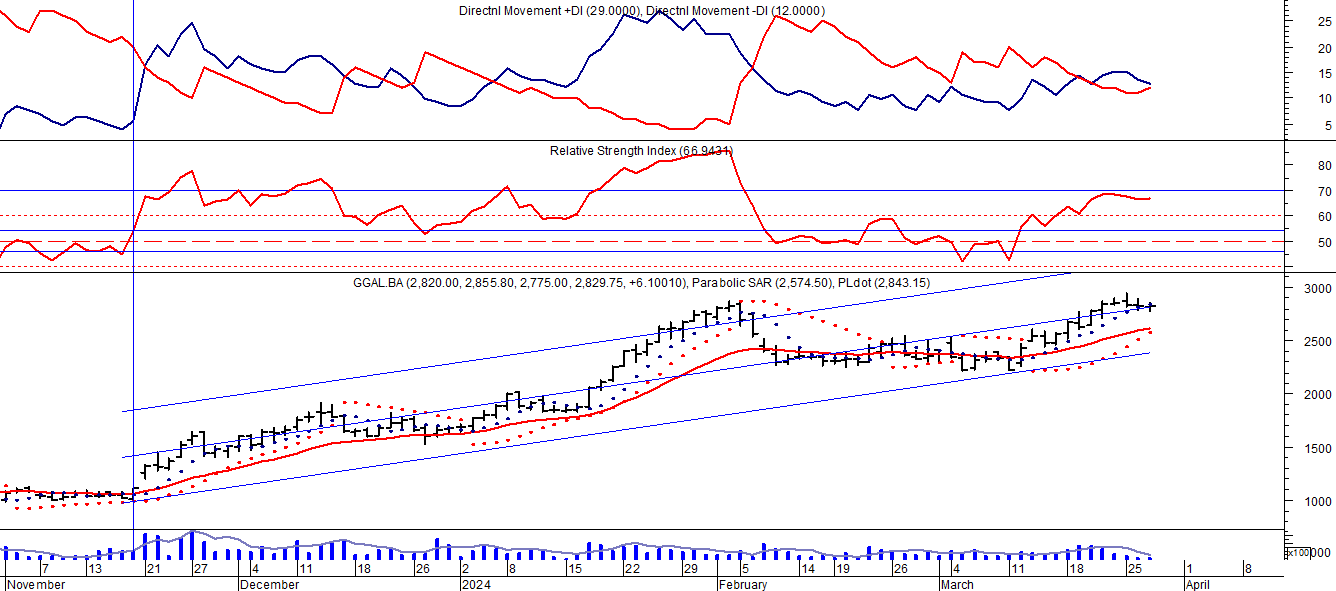 Directnl Movement +DI (29.0000), Directnl Movement -DI (12.0000)
25
20
15
10
5
Relative Strength Index (66.9431)
80
70
60
50
40
GGAL.BA (2,820.00, 2,855.80, 2,775.00, 2,829.75, +6.10010), Parabolic SAR (2,574.50), PLdot (2,843.15)
3000
2500
2000
1500
1000
x100
000
7 13 21 27 4 11 18 26 2 8 15 22 29 5 14 19 26 4 11 18 25 1 8
November December 2024 February March April